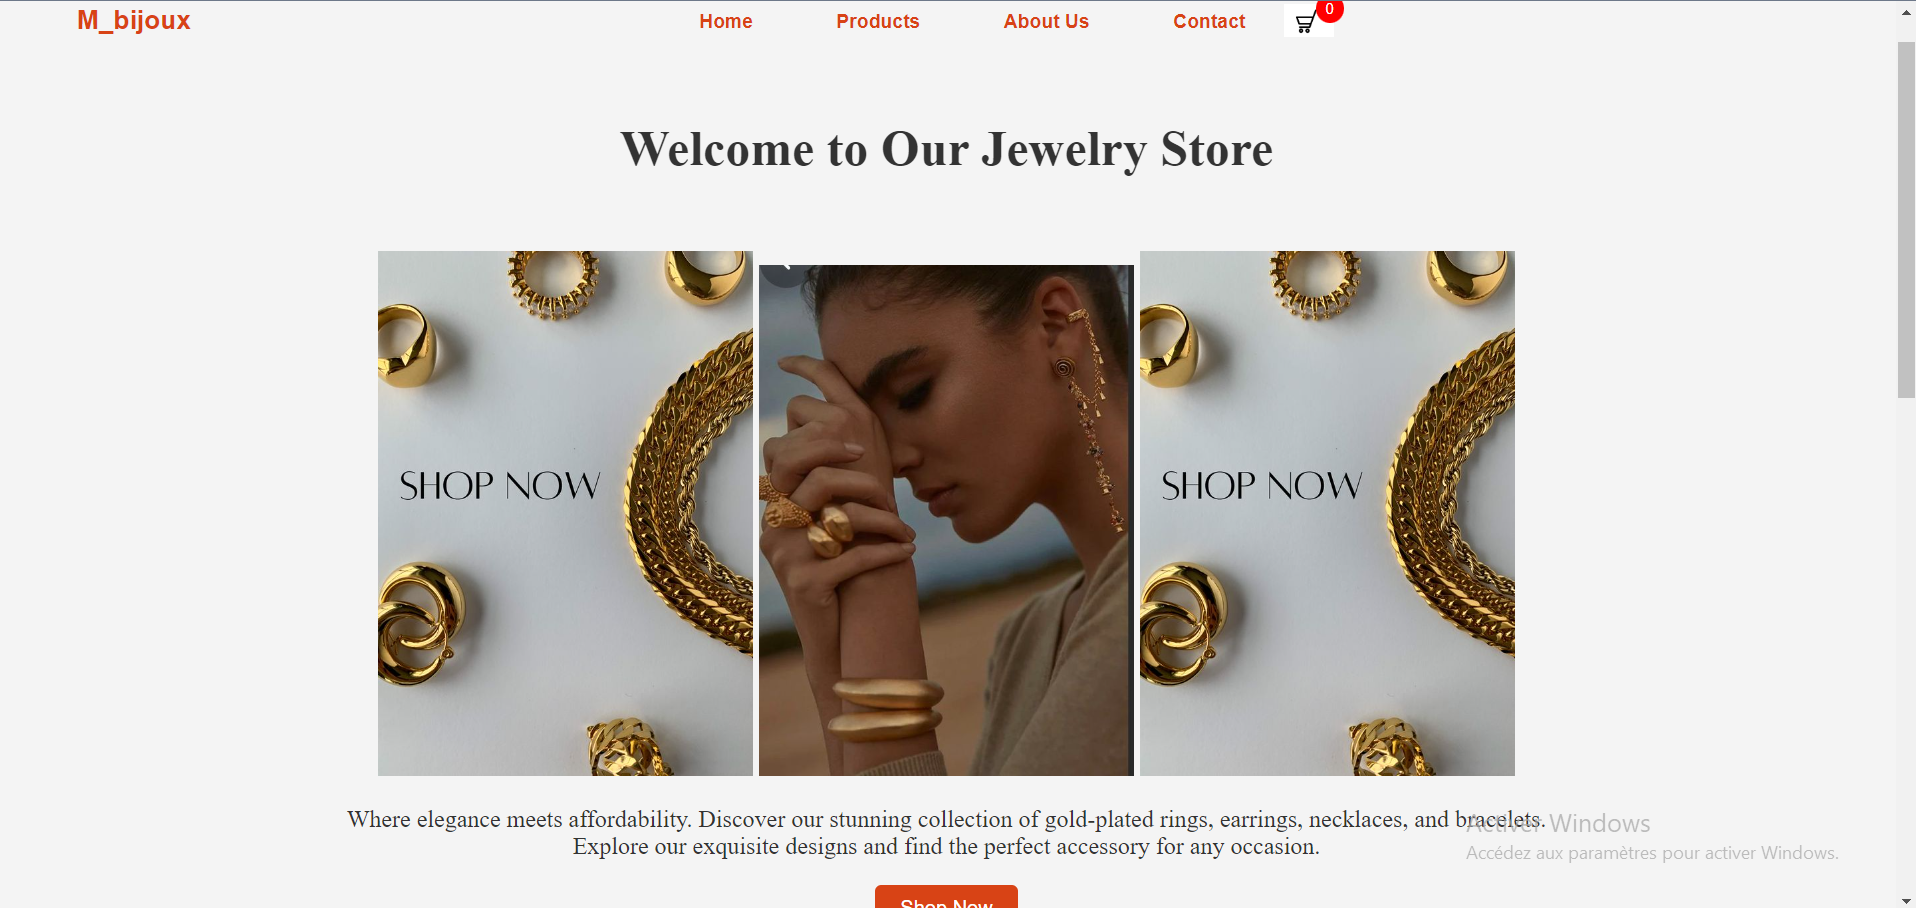 M_bijoux
Home
Products
About Us
Contact
0
Welcome to Our Jewelry Store
SHOP NOW
SHOP NOW
Where elegance meets affordability. Discover our stunning collection of gold-plated rings, earrings, necklaces, and bracelets.
Explore our exquisite designs and find the perfect accessory for any occasion.
Activer Windows
Accédez aux paramètres pour activer Windows.
Shop Now